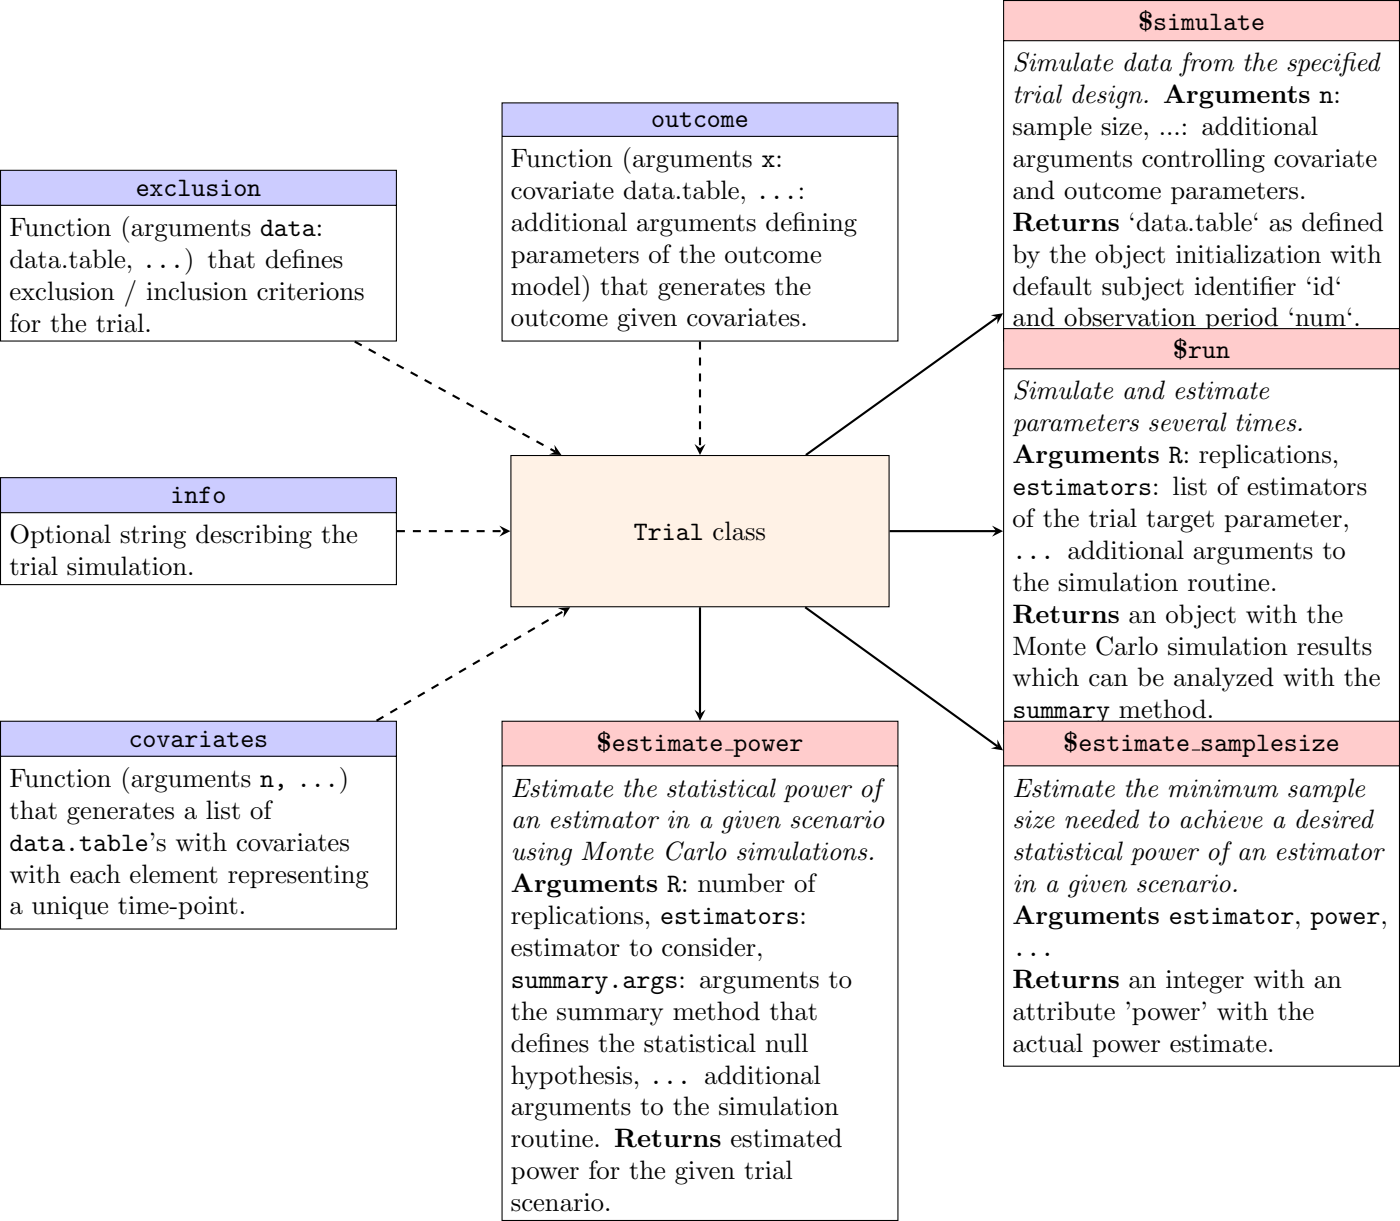 exclusion
Function (arguments data:
data.table, ...) that defines
exclusion / inclusion criterions
for the trial.
info
Optional string describing the
trial simulation.
covariates
Function (arguments n, ...)
that generates a list of
data.table's with covariates
with each element representing
a unique time-point.
outcome
Function (arguments x:
covariate data.table, ...:
additional arguments defining
parameters of the outcome
model) that generates the
outcome given covariates.
Trial class
$estimate_power
Estimate the statistical power of
an estimator in a given scenario
using Monte Carlo simulations.
Arguments R: number of
replications, estimators:
estimator to consider,
summary.args: arguments to
the summary method that
defines the statistical null
hypothesis, ... additional
arguments to the simulation
routine. Returns estimated
power for the given trial
scenario.
$simulate
Simulate data from the specified
trial design. Arguments n:
sample size, ...: additional
arguments controlling covariate
and outcome parameters.
Returns ‘data.table‘ as defined
by the object initialization with
default subject identifier ‘id‘
and observation period ‘num‘.
$run
Simulate and estimate
parameters several times.
Arguments R: replications,
estimators: list of estimators
of the trial target parameter,
... additional arguments to
the simulation routine.
Returns an object with the
Monte Carlo simulation results
which can be analyzed with the
summary method.
$estimate_samplesize
Estimate the minimum sample
size needed to achieve a desired
statistical power of an estimator
in a given scenario.
Arguments estimator, power,
...
Returns an integer with an
attribute ’power’ with the
actual power estimate.